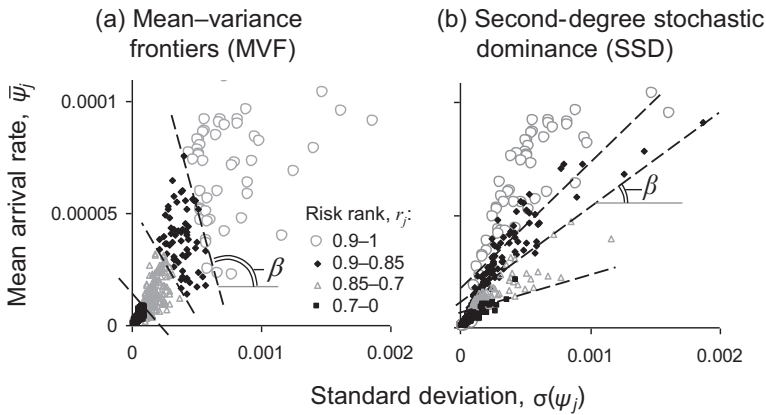 (a) Mean–variance
frontiers (MVF)
(b) Second-degree stochastic
dominance (SSD)
Mean arrival rate, ψ̅j
0.0001
0.00005
0
0
0.001
0.002
β
Risk rank, rj:
0.9–1
0.9–0.85
0.85–0.7
0.7–0
β
0
0.001
0.002
Standard deviation, σ(ψj)